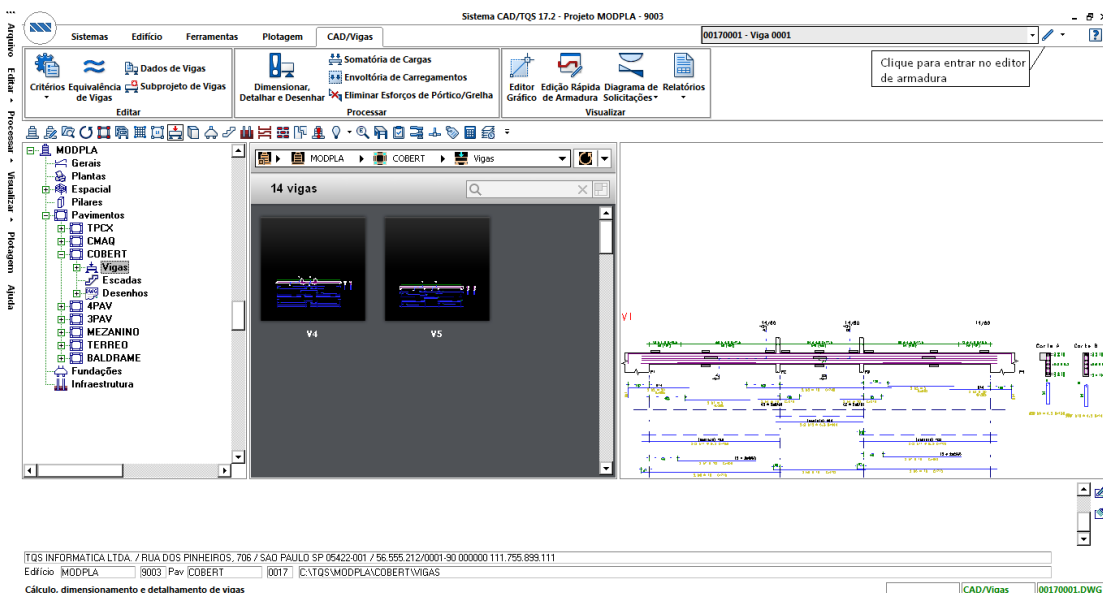 Sistema CAD/TQS 17.2 - Projeto MODPLA - 9003
Arquivo Editar Processar Visualizar Plotagem Ajuda
Sistemas Edifício Ferramentas Plotagem CAD/Vigas
00170001 - Viga 0001
Clique para entrar no editor
de armadura
Critérios
Equivalência
de Vigas
Dados de Vigas
Subprojeto de Vigas
Editar
Dimensionar,
Detalhar e Desenhar
Somatória de Cargas
Envoltória de Carregamentos
Eliminar Esforços de Pórtico/Grelha
Processar
Editor
Gráfico
Edição Rápida
de Armadura
Diagrama de
Solicitações
Relatórios
Visualizar
MODPLA
Gerais
Plantas
Espacial
Pilares
Pavimentos
TPCX
CMAQ
COBERT
Vigas
Escadas
Desenhos
4PAV
3PAV
MEZANINO
TERREO
BALDRAME
Fundações
Infraestrutura
MODPLA COBERT Vigas
14 vigas
V4
V5
V1
Corte A Corte B
TQS INFORMATICA LTDA. / RUA DOS PINHEIROS, 706 / SAO PAULO SP 05422-001 / 56.555.212/0001-90 000000 111.755.899.111
Edifício MODPLA 9003 Pav COBERT 0017 C:\TQS\MODPLA\COBERT\VIGAS
Cálculo, dimensionamento e detalhamento de vigas
CAD/Vigas 00170001.DWG